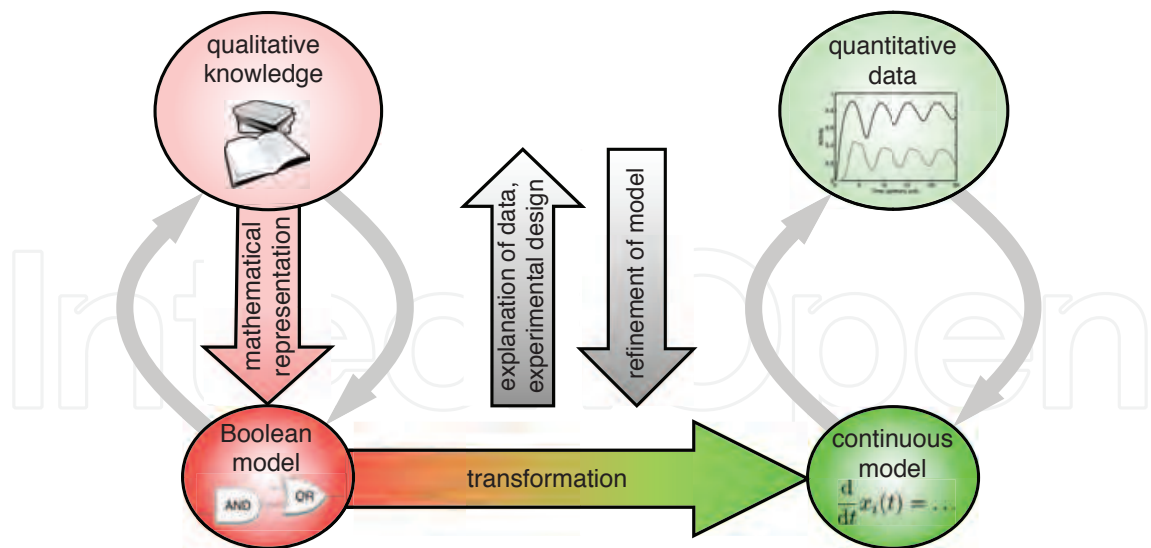 qualitative
knowledge
quantitative
data
mathematical
representation
explanation of data,
experimental design
refinement of model
Boolean
model
AND
OR
transformation
continuous
model
d/dt x_i(t) = ...
IntechOpen